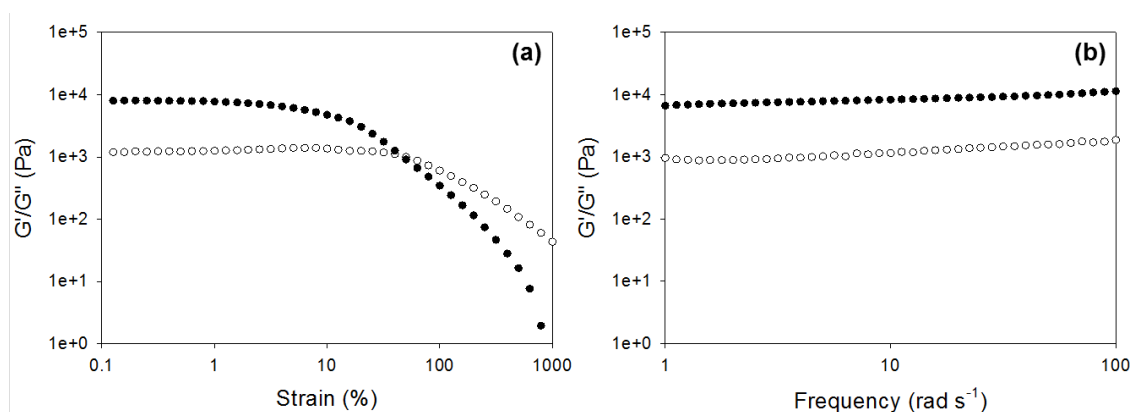 (a)
G'/G" (Pa)
1e+5
1e+4
1e+3
1e+2
1e+1
1e+0
0.1 1 10 100 1000
Strain (%)
(b)
G'/G" (Pa)
1e+5
1e+4
1e+3
1e+2
1e+1
1e+0
1 10 100
Frequency (rad s⁻¹)